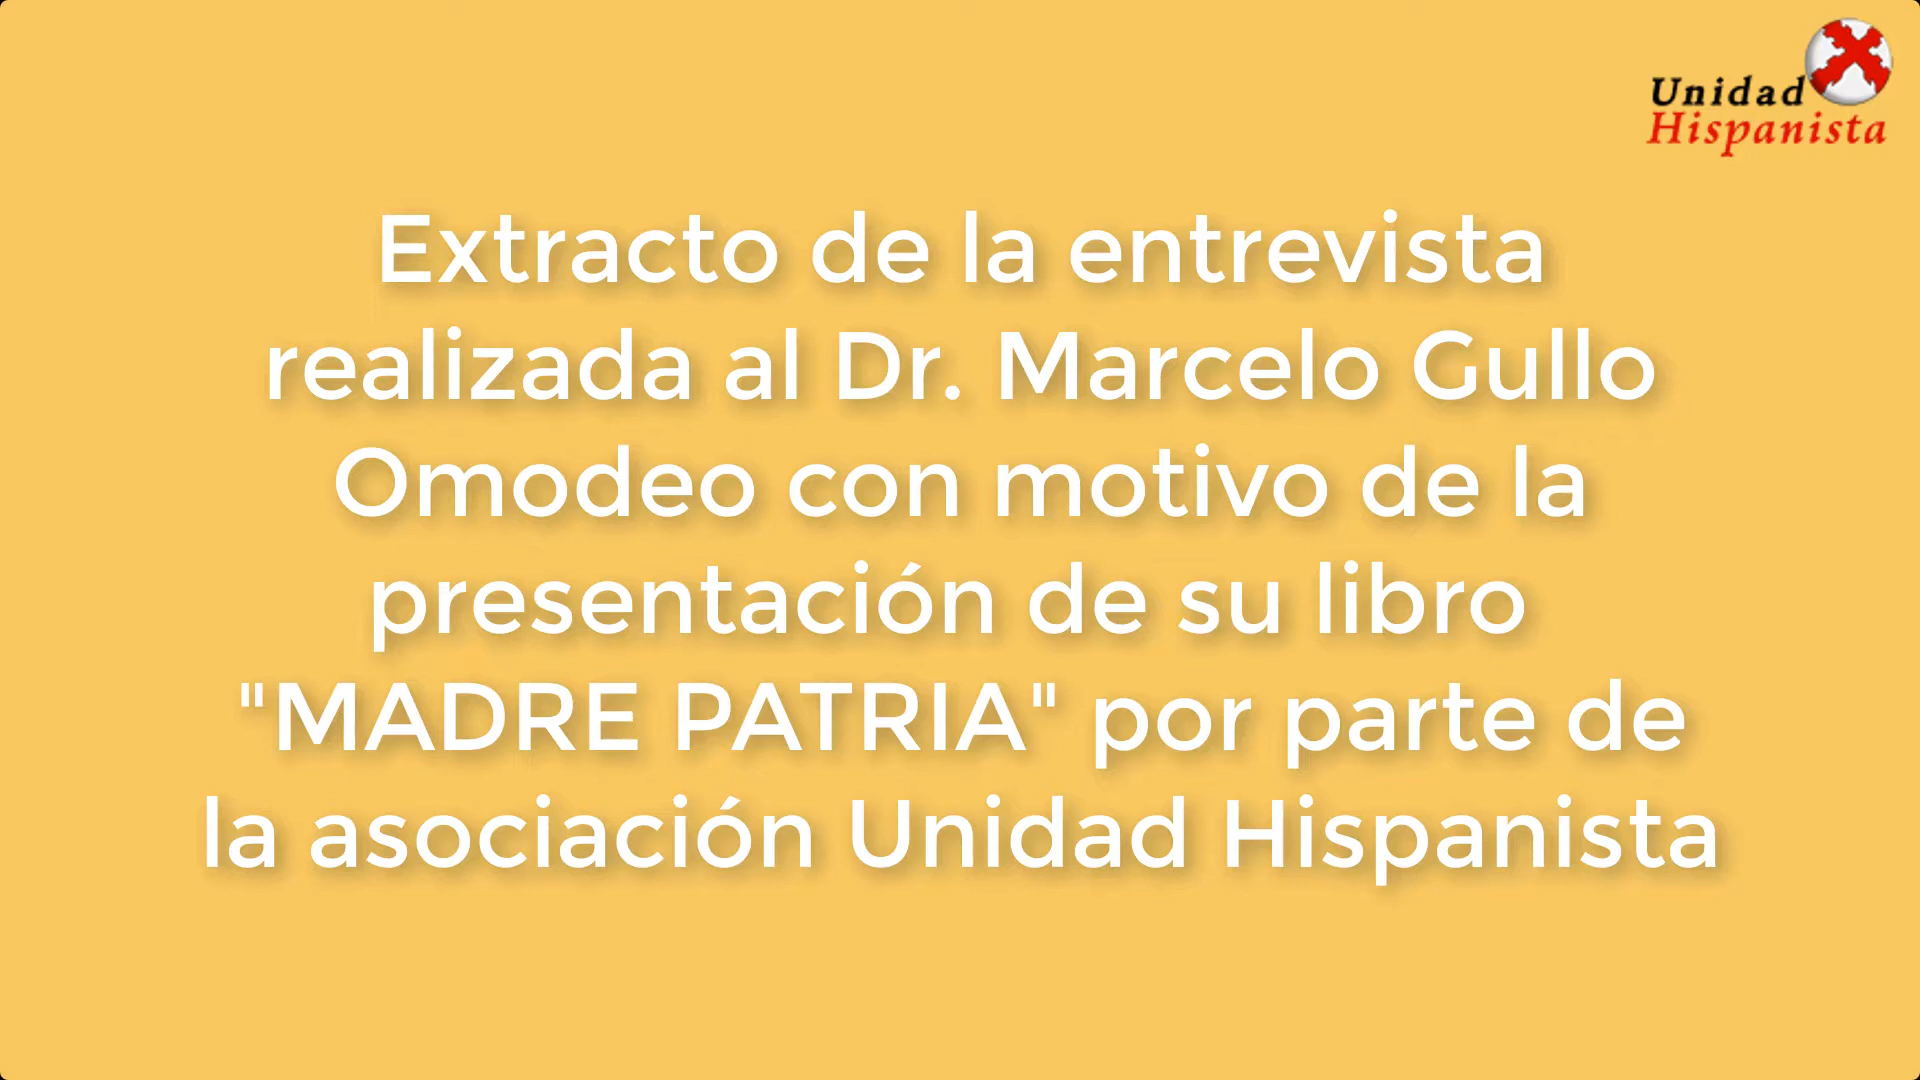 Unidad
Hispanista
Extracto de la entrevista
realizada al Dr. Marcelo Gullo
Omodeo con motivo de la
presentación de su libro
"MADRE PATRIA" por parte de
la asociación Unidad Hispanista